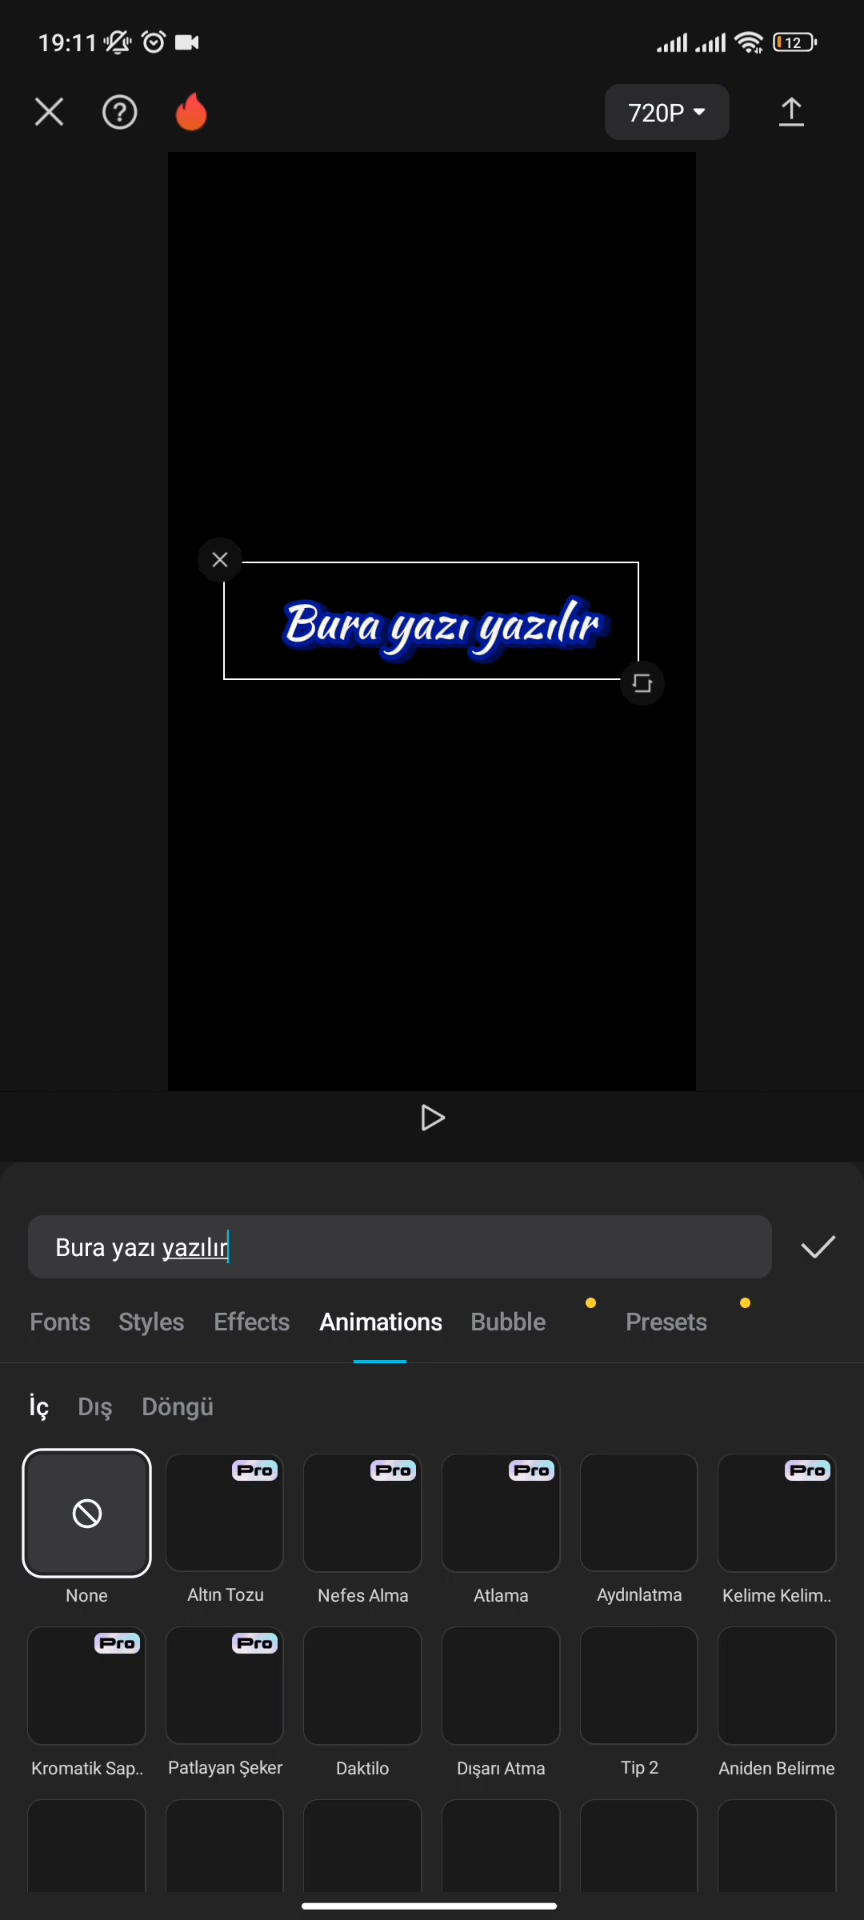 19:11
12
720P
Bura yazı yazılır
Bura yazı yazılır
Fonts Styles Effects Animations Bubble Presets
İç Dış Döngü
Pro Pro Pro Pro
None Altın Tozu Nefes Alma Atlama Aydınlatma Kelime Kelim..
Pro Pro
Kromatik Sap.. Patlayan Şeker Daktilo Dışarı Atma Tip 2 Aniden Belirme